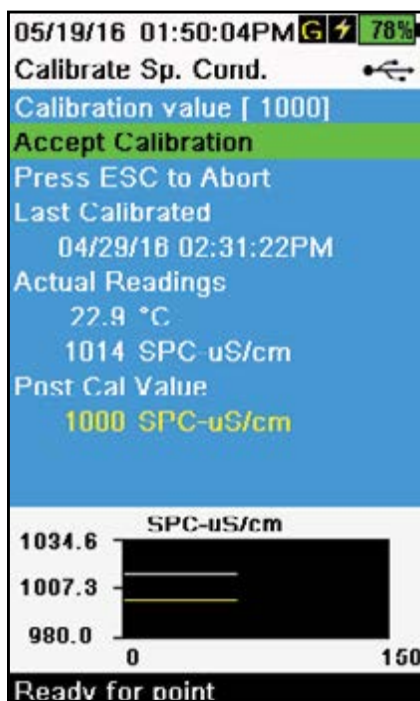 05/19/16 01:50:04PM G 78%
Calibrate Sp. Cond.
Calibration value [ 1000]
Accept Calibration
Press ESC to Abort
Last Calibrated
04/29/16 02:31:22PM
Actual Readings
22.9 °C
1014 SPC-uS/cm
Post Cal Value
1000 SPC-uS/cm
SPC-uS/cm
1034.6
1007.3
980.0
0 150
Ready for point